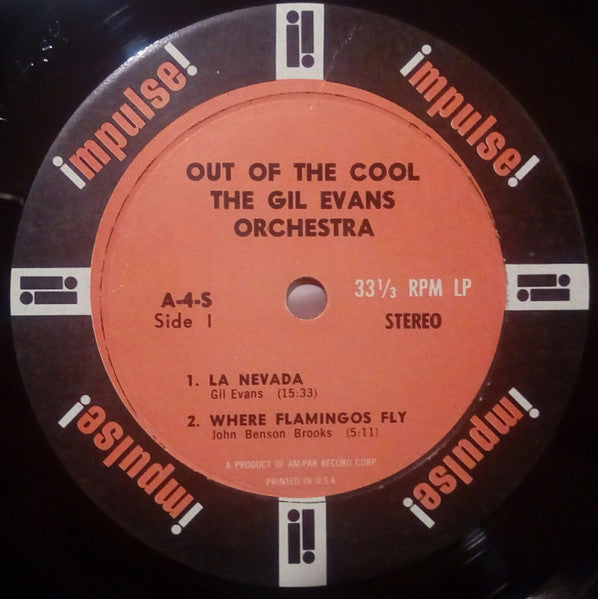 impulse!
impulse!
OUT OF THE COOL
THE GIL EVANS
ORCHESTRA
A-4-S
Side 1
33 1/3 RPM LP
STEREO
1. LA NEVADA
Gil Evans (15:33)
2. WHERE FLAMINGOS FLY
John Benson Brooks (5:11)
A PRODUCT OF AM-PAR RECORD CORP.
PRINTED IN U.S.A.
impulse!
impulse!